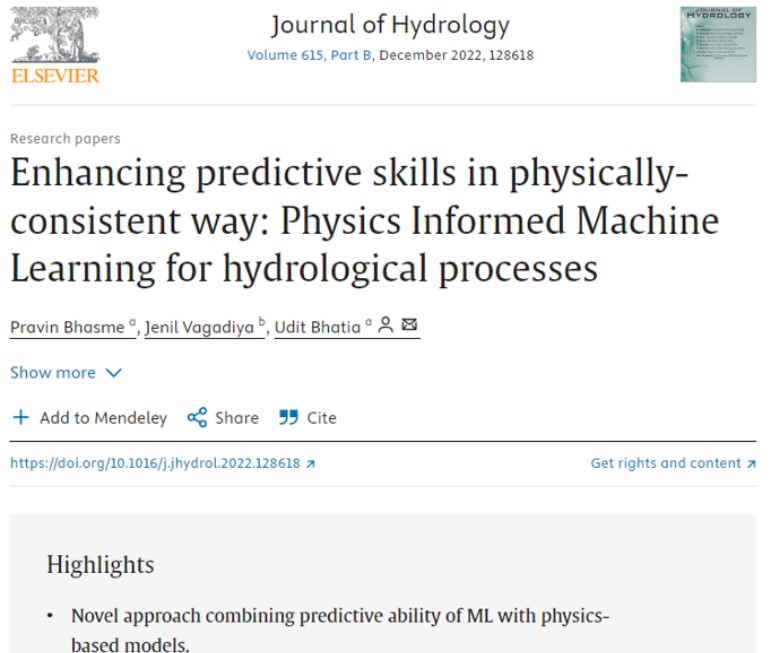 ELSEVIER
Journal of Hydrology
Volume 615, Part B, December 2022, 128618
JOURNAL OF
HYDROLOGY
Research papers
Enhancing predictive skills in physically-
consistent way: Physics Informed Machine
Learning for hydrological processes
Pravin Bhasme a, Jenil Vagadiya b, Udit Bhatia a
Show more
Add to Mendeley Share Cite
https://doi.org/10.1016/j.jhydrol.2022.128618 Get rights and content
Highlights
• Novel approach combining predictive ability of ML with physics-
based models.